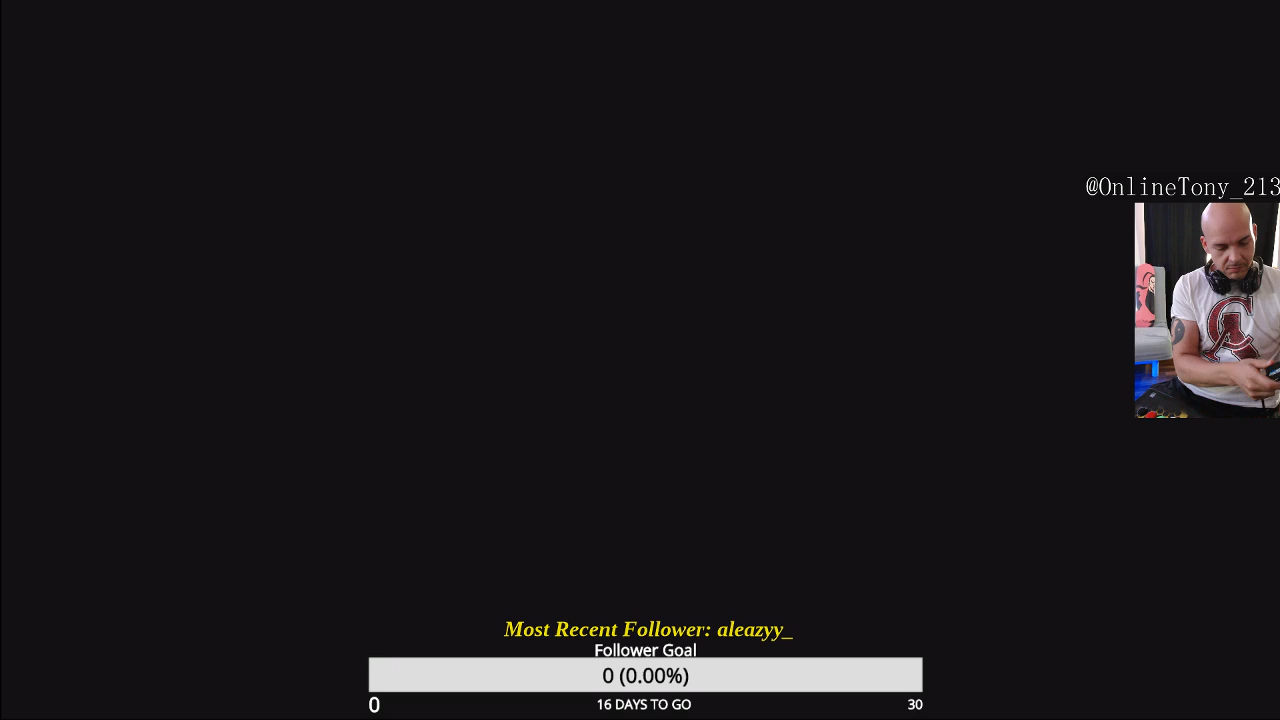 @OnlineTony_213
Most Recent Follower: aleazyy_
Follower Goal
0 (0.00%)
0 16 DAYS TO GO 30